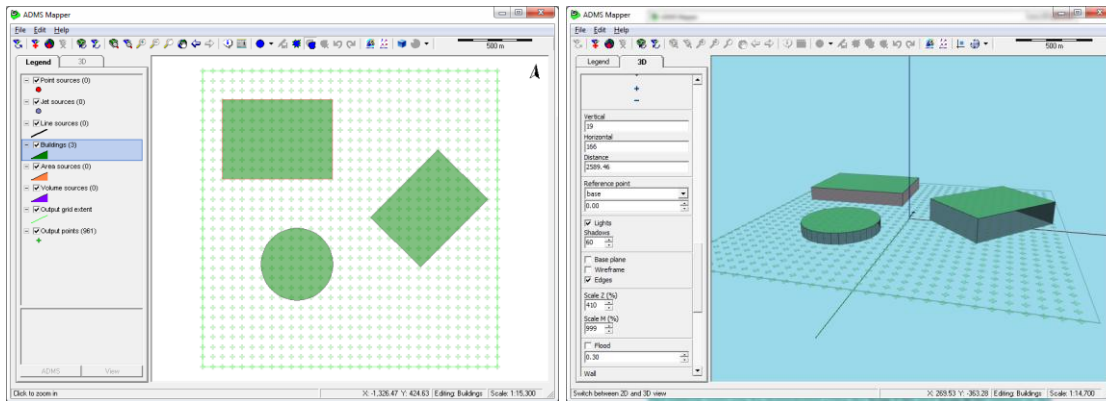 ADMS Mapper
File Edit Help
500 m
Legend 3D
Point sources (0)
Jet sources (0)
Line sources (0)
Buildings (3)
Area sources (0)
Volume sources (0)
Output grid extent
Output points (961)
ADMS View
Click to zoom in
X: -1,326.47 Y: 424.63 Editing: Buildings Scale: 1:15,300
ADMS Mapper
File Edit Help
500 m
Legend 3D
+
−
Vertical
19
Horizontal
166
Distance
2589.46
Reference point
base
0.00
Lights
Shadows
60
Base plane
Wireframe
Edges
Scale Z (%)
410
Scale M (%)
999
Flood
0.30
Wall
Switch between 2D and 3D view
X: 269.53 Y: -363.28 Editing: Buildings Scale: 1:14,700